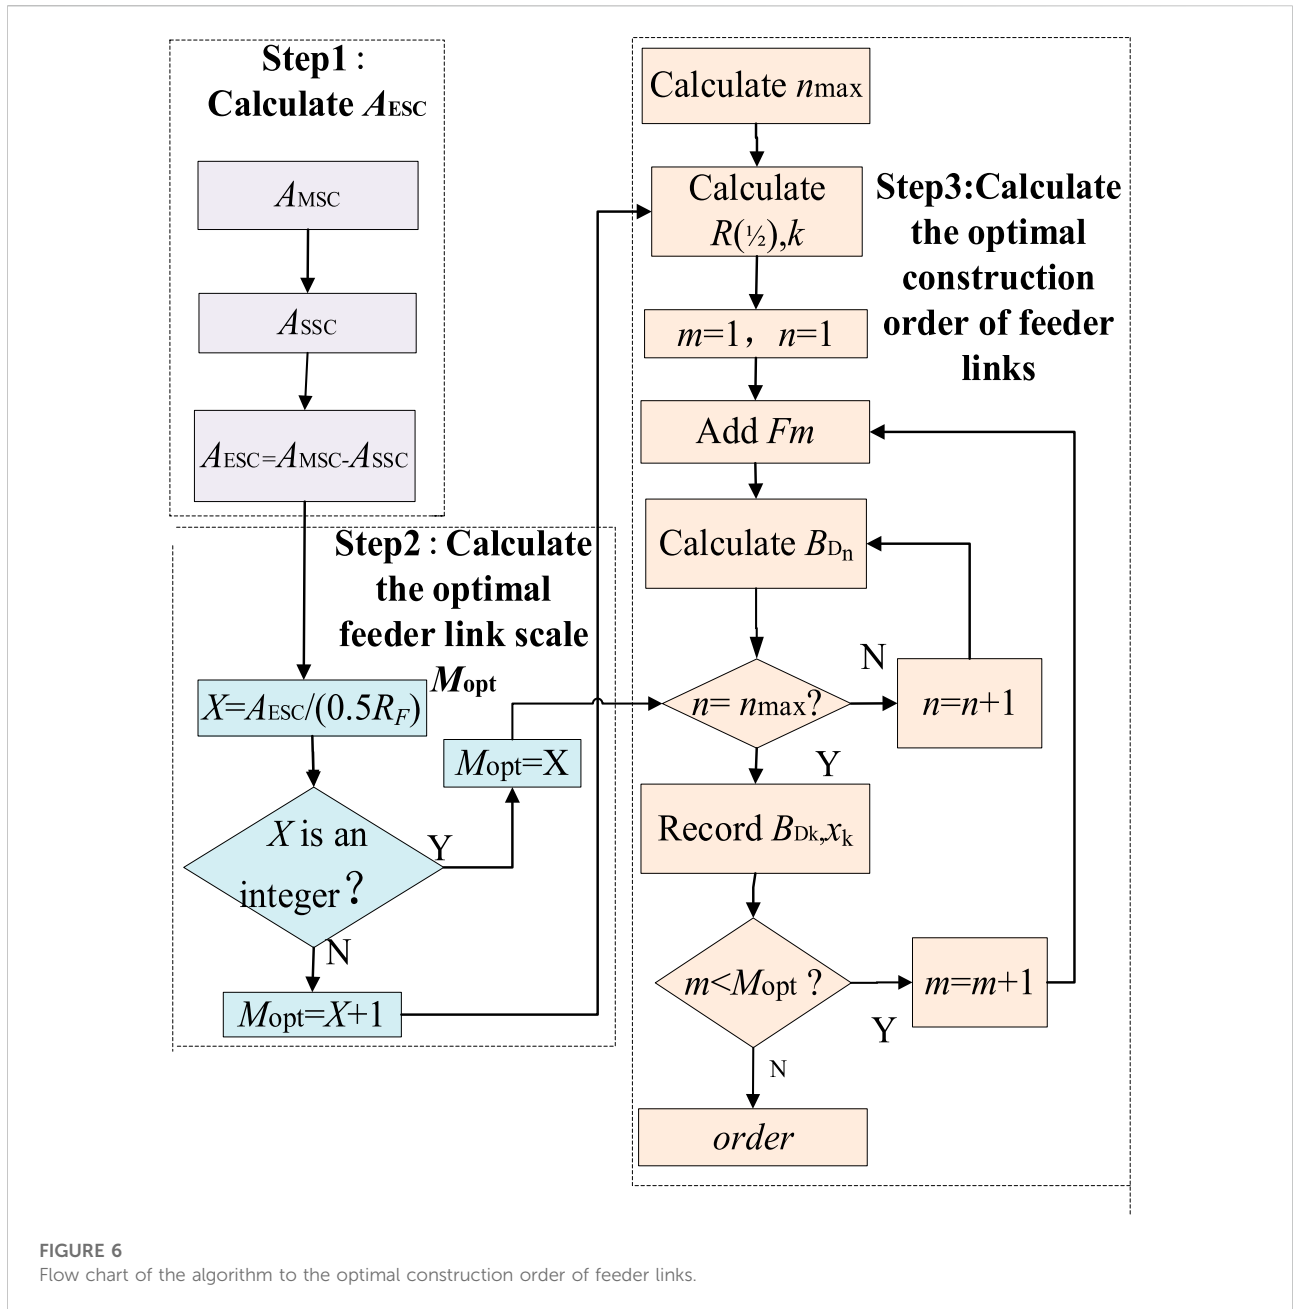 Step1：
Calculate AESC
AMSC
ASSC
AESC=AMSC-ASSC
Step2：Calculate
the optimal
feeder link scale
Mopt
X=AESC/(0.5RF)
Mopt=X
X is an
integer？
Y
N
Mopt=X+1
Calculate nmax
Calculate
R(½),k
Step3:Calculate
the optimal
construction
order of feeder
links
m=1，n=1
Add Fm
Calculate BDn
n= nmax?
N
n=n+1
Y
Record BDk,xk
m<Mopt ?
m=m+1
Y
N
order
FIGURE 6
Flow chart of the algorithm to the optimal construction order of feeder links.